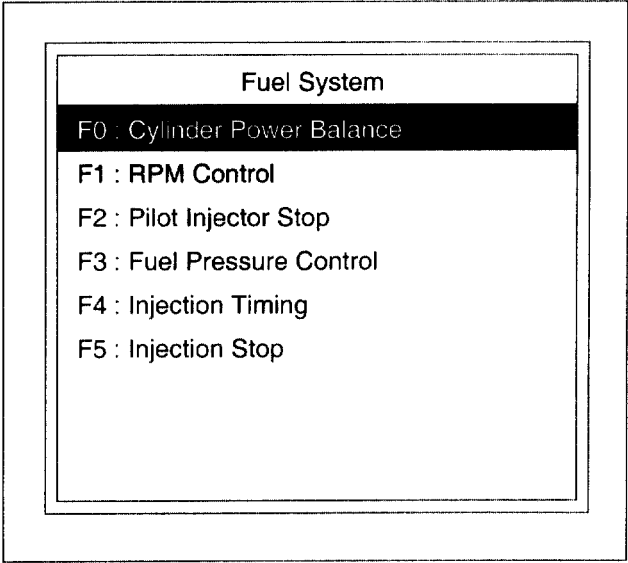 Fuel System
F0 : Cylinder Power Balance
F1 : RPM Control
F2 : Pilot Injector Stop
F3 : Fuel Pressure Control
F4 : Injection Timing
F5 : Injection Stop